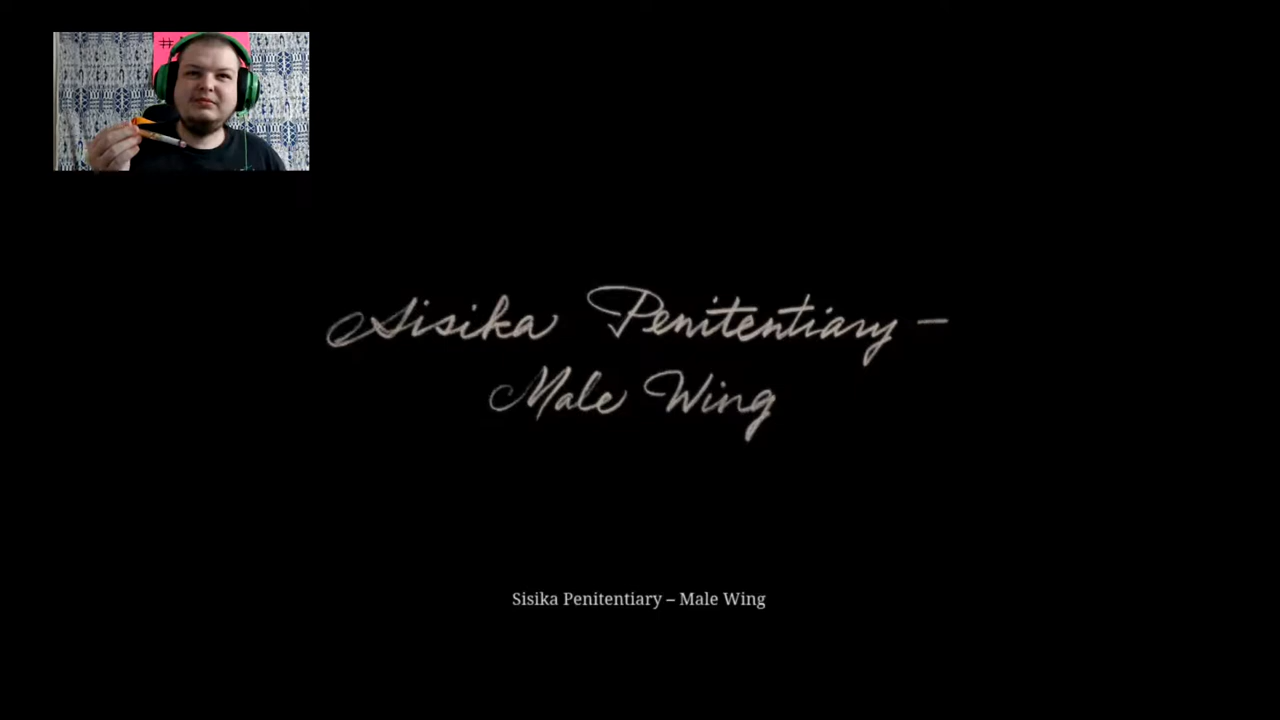 #
Sisika Penitentiary –
Male Wing
Sisika Penitentiary – Male Wing